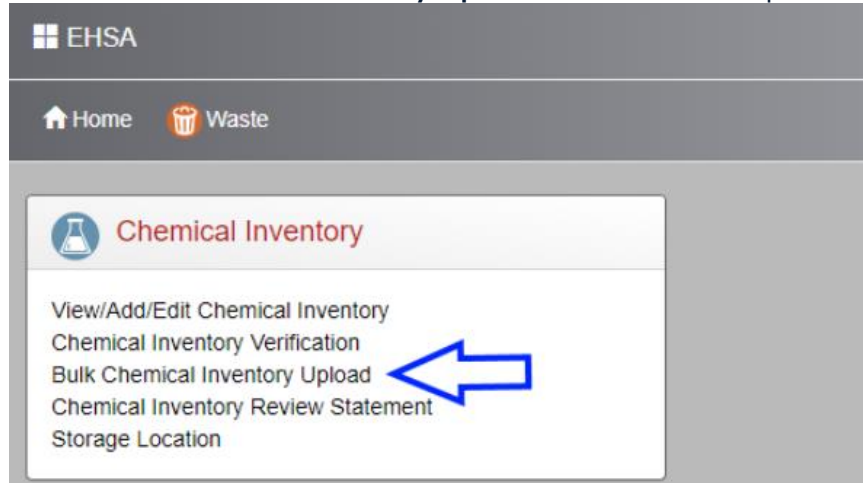 EHSA
Home Waste
Chemical Inventory
View/Add/Edit Chemical Inventory
Chemical Inventory Verification
Bulk Chemical Inventory Upload
Chemical Inventory Review Statement
Storage Location